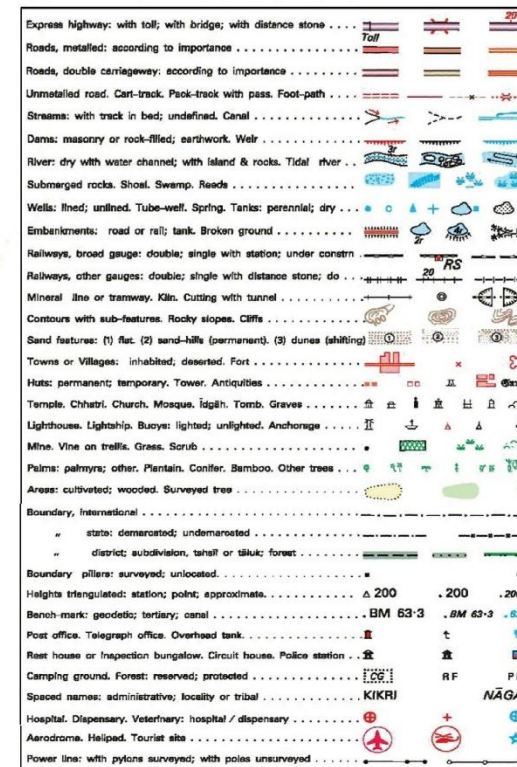 Express highway: with toll; with bridge; with distance stone
Toll
Roads, metalled: according to importance
Roads, double carriageway: according to importance
Unmetalled road. Cart-track. Pack-track with pass. Foot-path
Streams: with track in bed; undefined. Canal
Dams: masonry or rock-filled; earthwork. Weir
River: dry with water channel; with island & rocks. Tidal river
3r
Submerged rocks. Shoal. Swamp. Reeds
Wells: lined; unlined. Tube-well. Spring. Tanks: perennial; dry
Embankments: road or rail; tank. Broken ground
2r 4r
Railways, broad gauge: double; single with station; under constrn
RS
Railways, other gauges: double; single with distance stone; do
20
Mineral line or tramway. Kiln. Cutting with tunnel
Contours with sub-features. Rocky slopes. Cliffs
Sand features: (1) flat. (2) sand-hills (permanent). (3) dunes (shifting)
1 2 3
Towns or Villages: inhabited; deserted. Fort
Huts: permanent; temporary. Tower. Antiquities
Temple. Chhatri. Church. Mosque. Īdgāh. Tomb. Graves
Lighthouse. Lightship. Buoys: lighted; unlighted. Anchorage
Mine. Vine on trellis. Grass. Scrub
Palms: palmyra; other. Plantain. Conifer. Bamboo. Other trees
Areas: cultivated; wooded. Surveyed tree
Boundary, international
„ state: demarcated; undemarcated
„ district; subdivision, tahsil or tāluk; forest
Boundary pillars: surveyed; unlocated
Heights triangulated: station; point; approximate. 200 .200 .200
Bench-mark: geodetic; tertiary; canal .BM 63·3 .BM 63·3
Post office. Telegraph office. Overhead tank
t
Rest house or Inspection bungalow. Circuit house. Police station
Camping ground. Forest: reserved; protected CG RF P
Spaced names: administrative; locality or tribal KIKRI NĀGA
Hospital. Dispensary. Veterinary: hospital / dispensary
Aerodrome. Helipad. Tourist site
Power line: with pylons surveyed; with poles unsurveyed